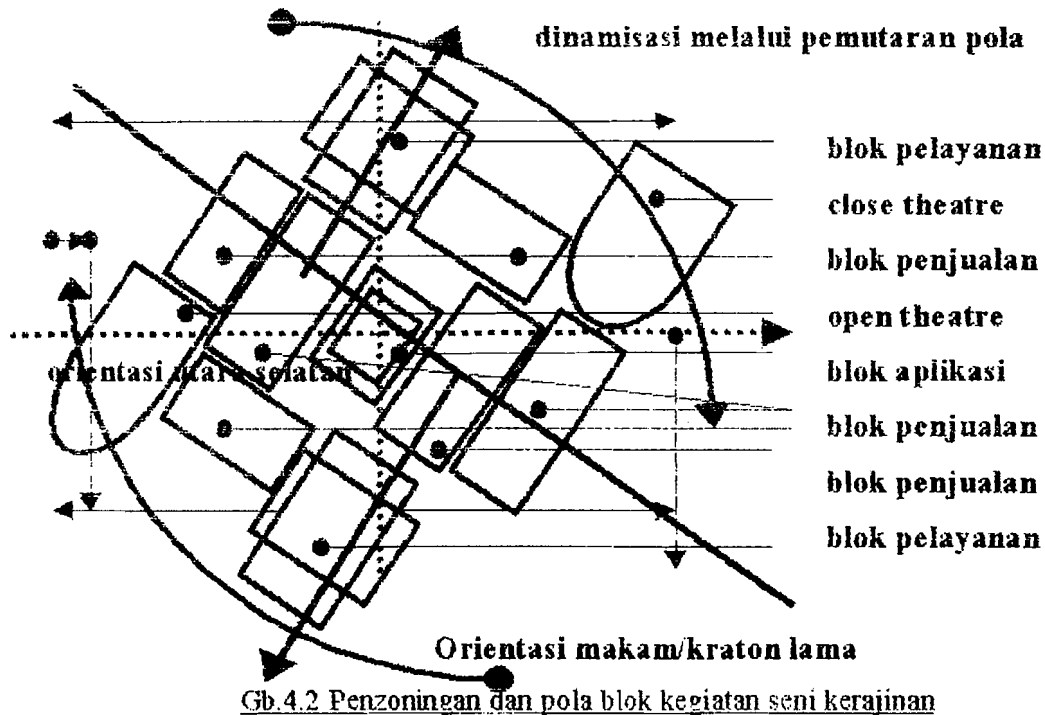 dinamisasi melalui pemutaran pola
blok pelayanan
close theatre
blok penjualan
open theatre
orientasi utara selatan
blok aplikasi
blok penjualan
blok penjualan
blok pelayanan
Orientasi makam/kraton lama
Gb.4.2 Penzoningan dan pola blok kegiatan seni kerajinan